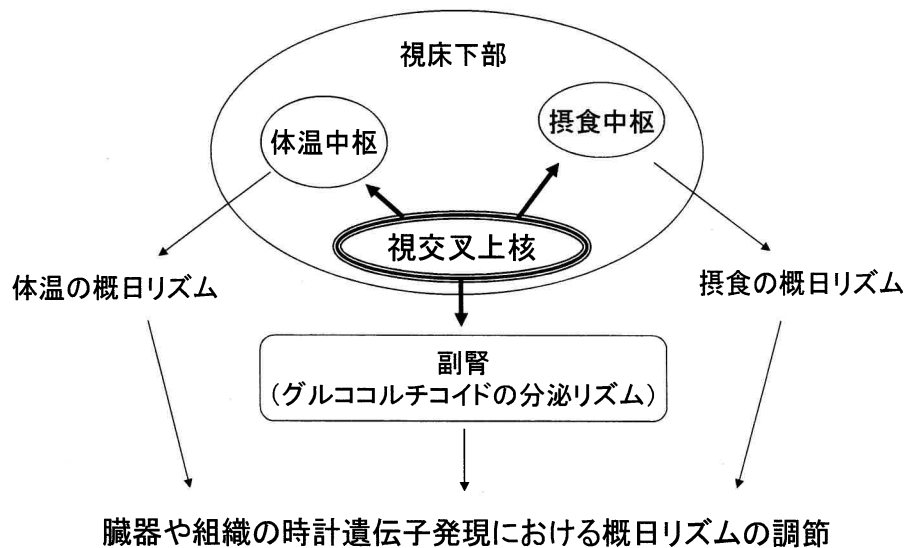 視床下部
体温中枢
摂食中枢
視交叉上核
体温の概日リズム
摂食の概日リズム
副腎
(グルココルチコイドの分泌リズム)
臓器や組織の時計遺伝子発現における概日リズムの調節